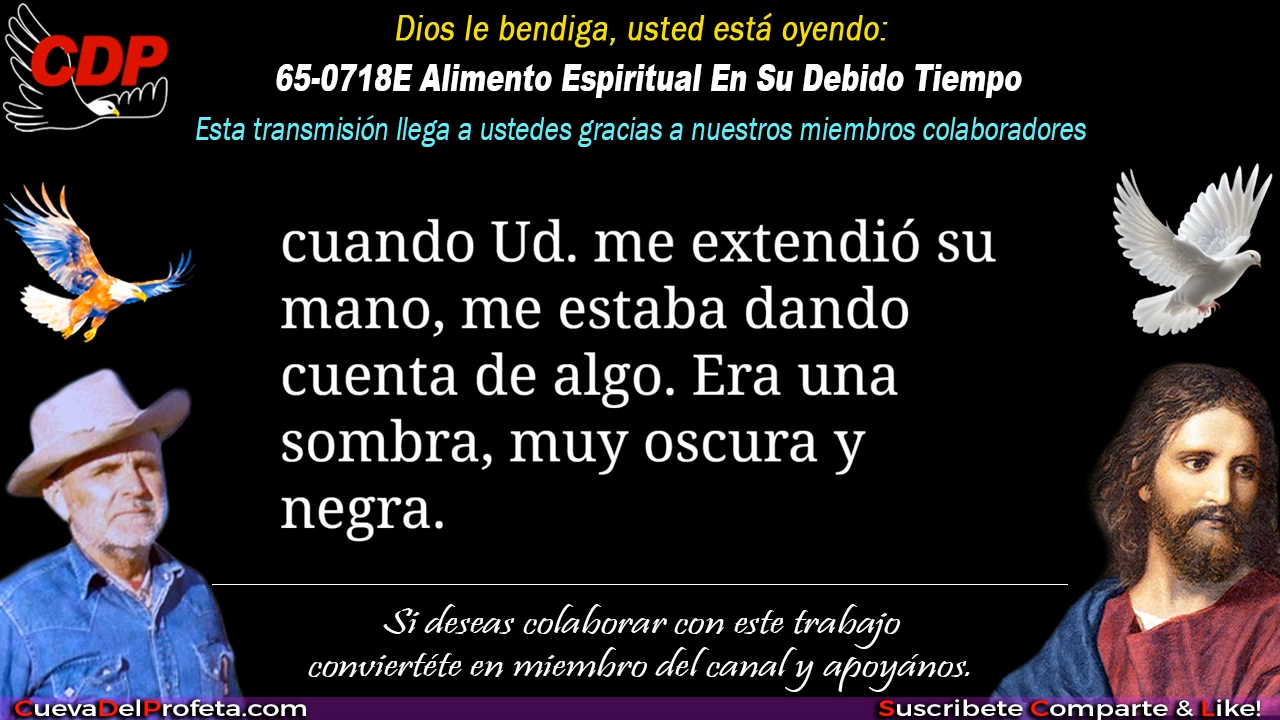 CDP
Dios le bendiga, usted está oyendo:
65-0718E Alimento Espiritual En Su Debido Tiempo
Esta transmisión llega a ustedes gracias a nuestros miembros colaboradores
cuando Ud. me extendió su
mano, me estaba dando
cuenta de algo. Era una
sombra, muy oscura y
negra.
Si deseas colaborar con este trabajo
conviertéte en miembro del canal y apoyános.
CuevaDelProfeta.com
Suscribete Comparte & Like!